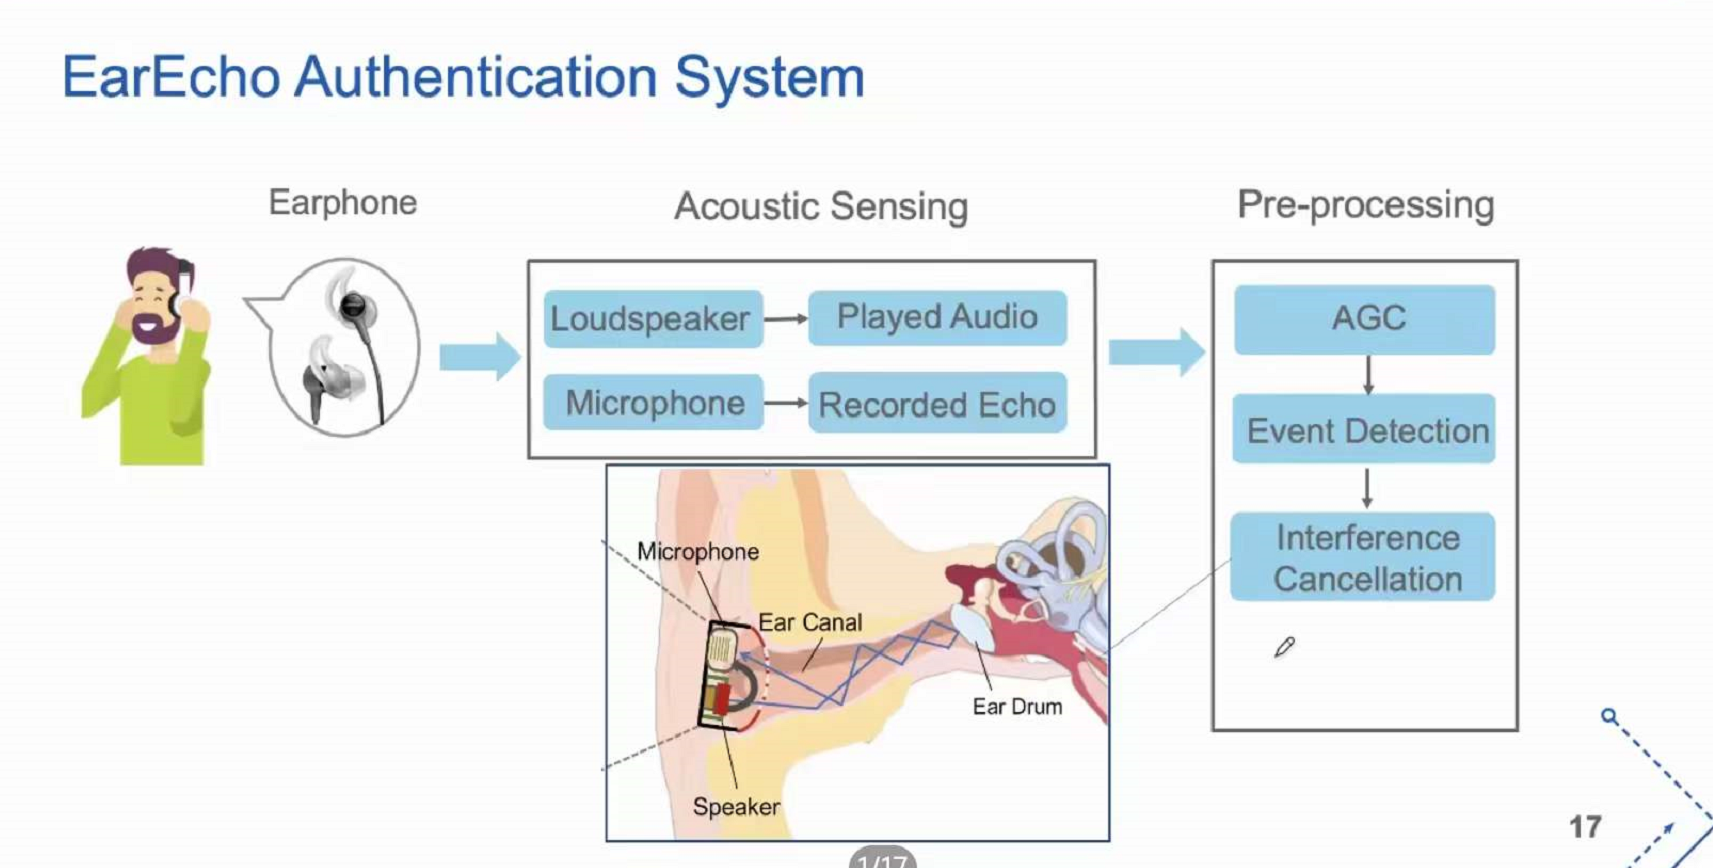 EarEcho Authentication System
Earphone
Acoustic Sensing
Pre-processing
Loudspeaker
Played Audio
Microphone
Recorded Echo
AGC
Event Detection
Interference
Cancellation
Microphone
Ear Canal
Ear Drum
Speaker
17
1/17